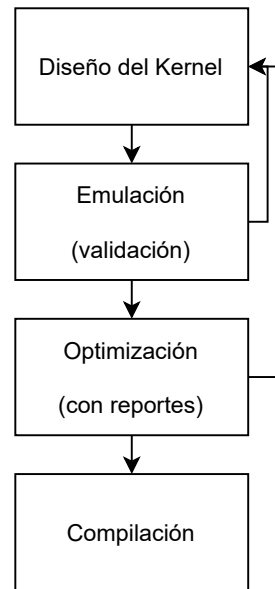 Diseño del Kernel
Emulación
(validación)
Optimización
(con reportes)
Compilación